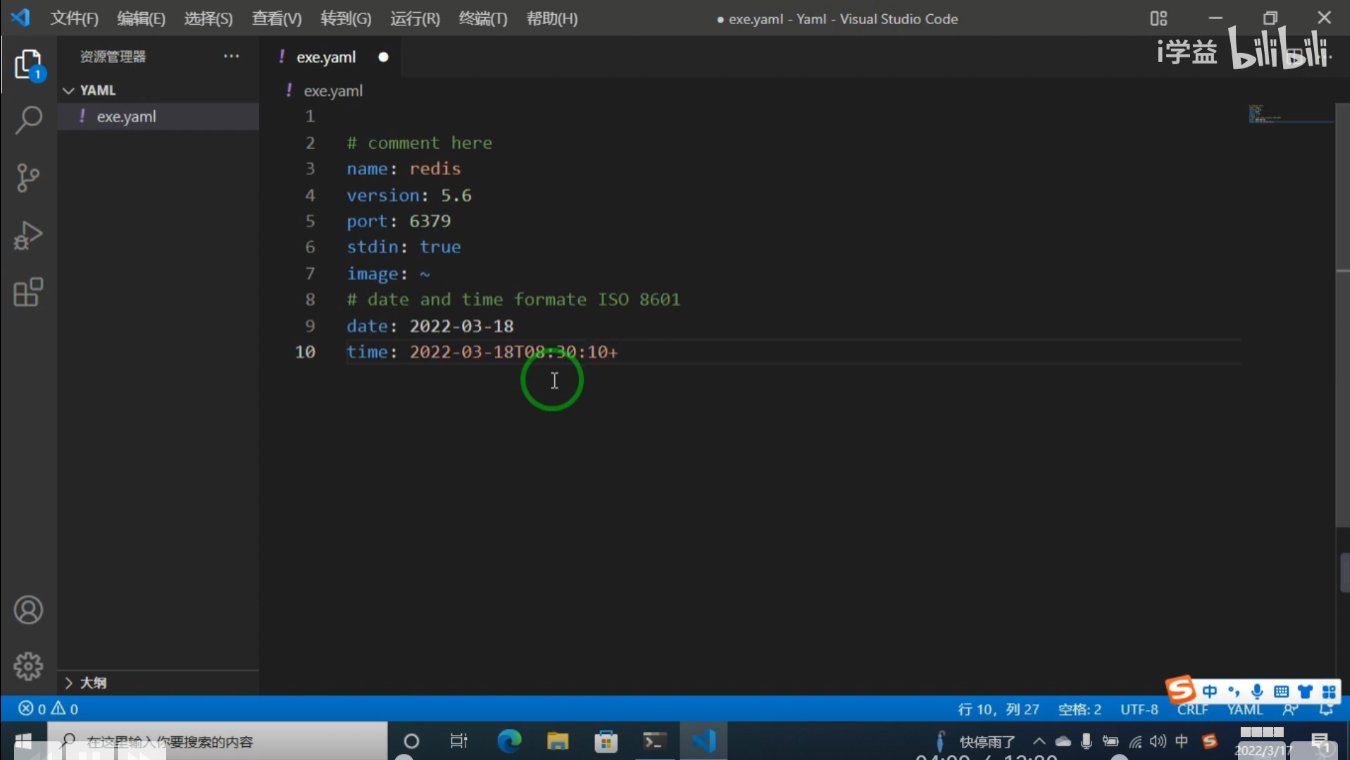 文件(F) 编辑(E) 选择(S) 查看(V) 转到(G) 运行(R) 终端(T) 帮助(H) ● exe.yaml - Yaml - Visual Studio Code
i学益 bilibili
资源管理器 ··· ! exe.yaml ●
YAML ! exe.yaml
! exe.yaml
1
2 # comment here
3 name: redis
4 version: 5.6
5 port: 6379
6 stdin: true
7 image: ~
8 # date and time formate ISO 8601
9 date: 2022-03-18
10 time: 2022-03-18T08:30:10+
1
大纲
中
0 0 行 10，列 27 空格: 2 UTF-8 CRLF YAML
在这里输入你要搜索的内容 快停雨了 中
2022/3/17 1